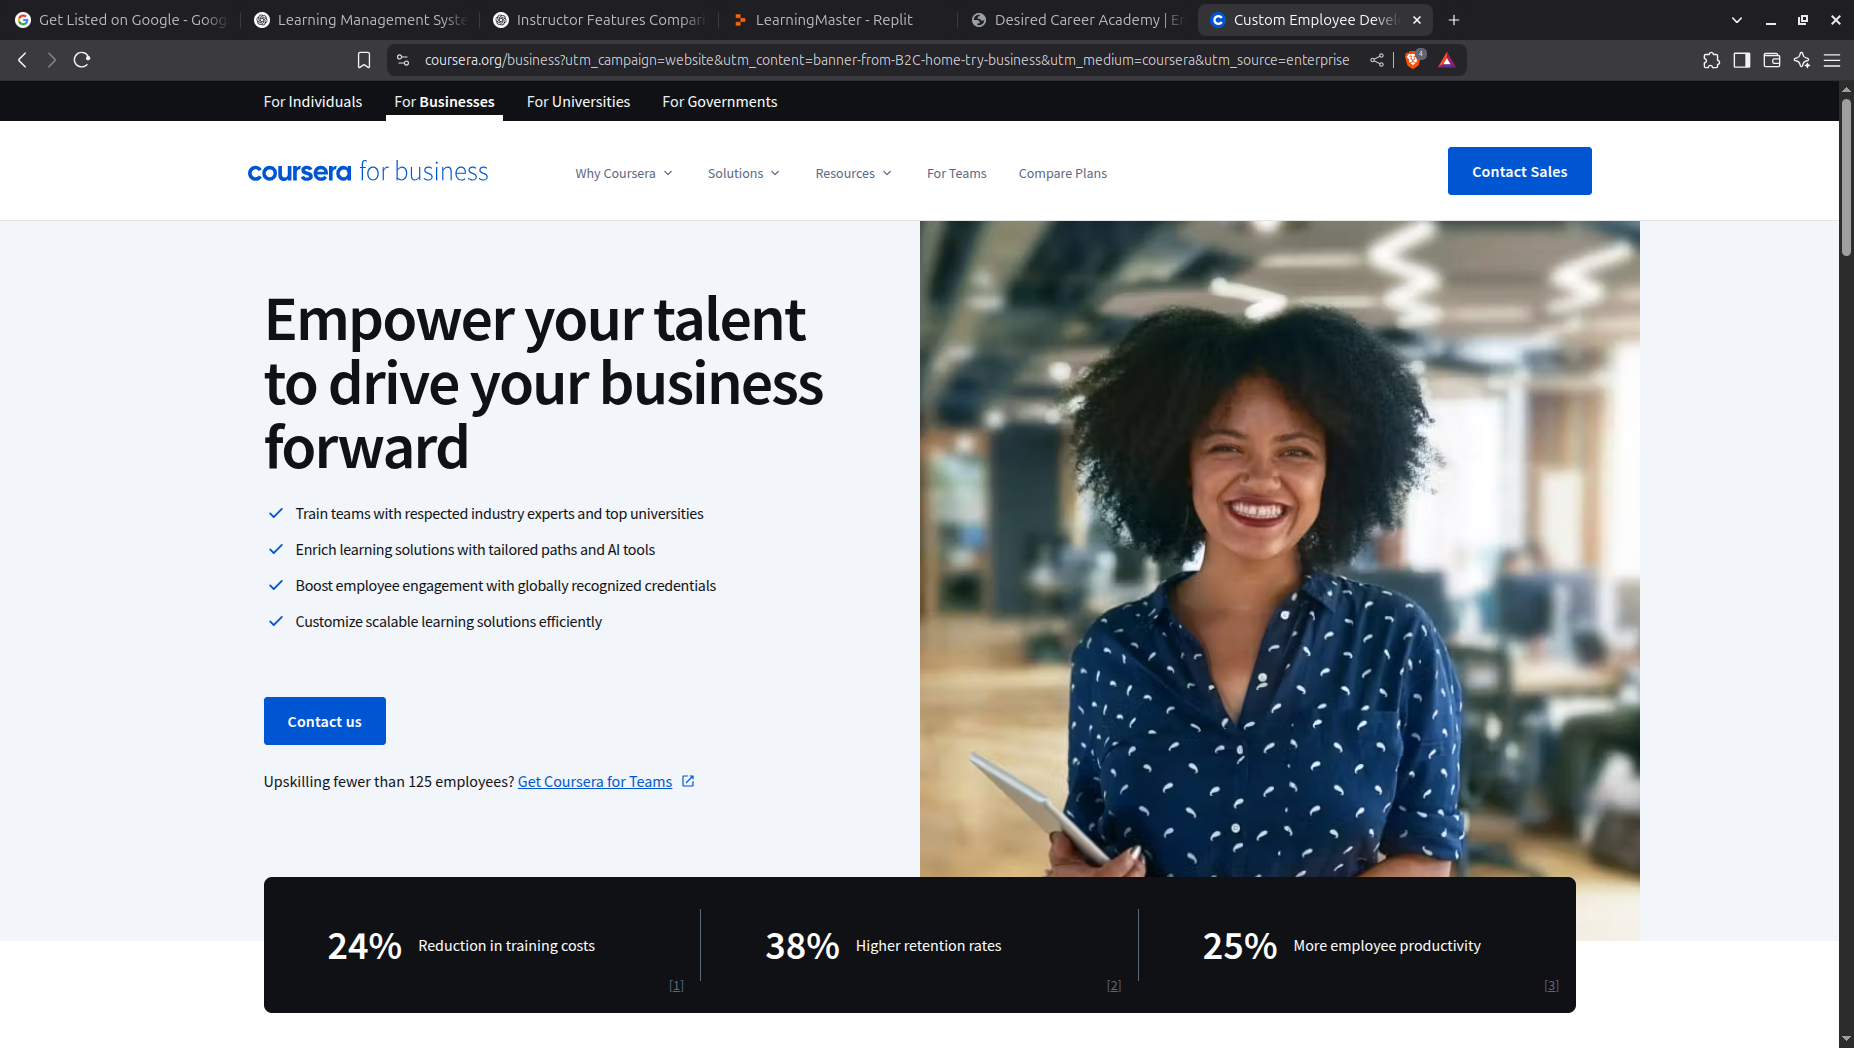 Get Listed on Google - Goog
Learning Management Syste
Instructor Features Compari
LearningMaster - Replit
Desired Career Academy | En
Custom Employee Devel
coursera.org/business?utm_campaign=website&utm_content=banner-from-B2C-home-try-business&utm_medium=coursera&utm_source=enterprise
4
For Individuals
For Businesses
For Universities
For Governments
coursera for business
Why Coursera
Solutions
Resources
For Teams
Compare Plans
Contact Sales
Empower your talent
to drive your business
forward
Train teams with respected industry experts and top universities
Enrich learning solutions with tailored paths and AI tools
Boost employee engagement with globally recognized credentials
Customize scalable learning solutions efficiently
Contact us
Upskilling fewer than 125 employees? Get Coursera for Teams
24% Reduction in training costs
[1]
38% Higher retention rates
[2]
25% More employee productivity
[3]